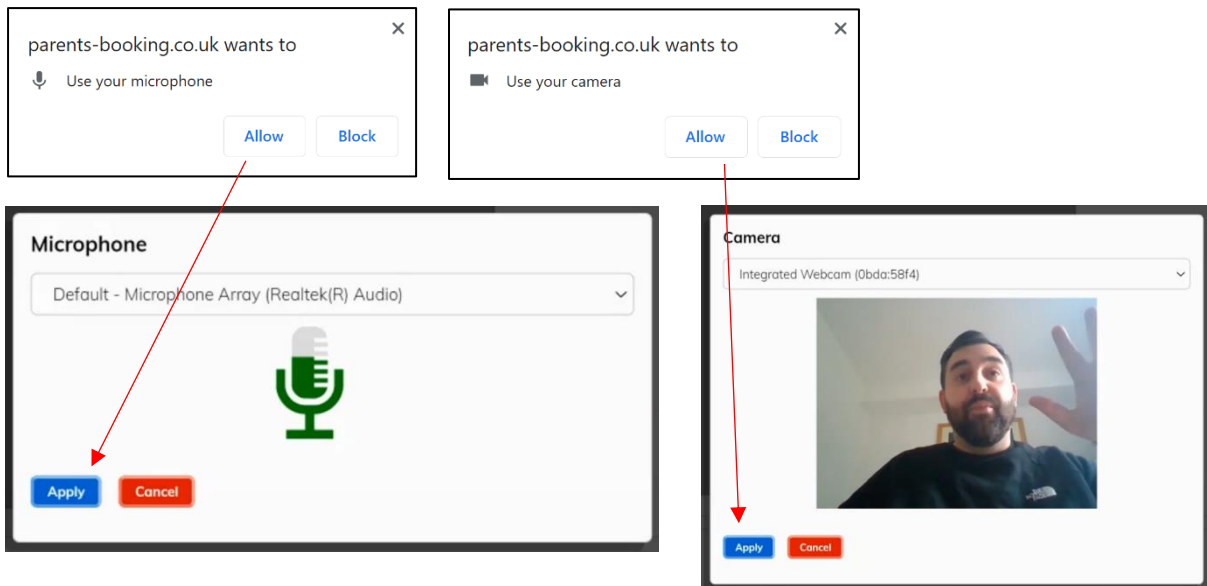 parents-booking.co.uk wants to
Use your microphone
Allow
Block
parents-booking.co.uk wants to
Use your camera
Allow
Block
Microphone
Default - Microphone Array (Realtek(R) Audio)
Apply
Cancel
Camera
Integrated Webcam (0bda:58f4)
Apply
Cancel